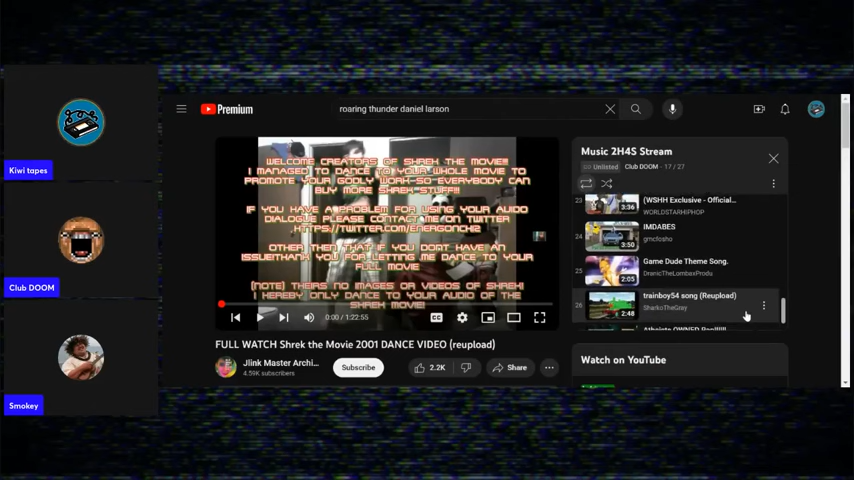 Premium
roaring thunder daniel larson
Kiwi tapes
Club DOOM
Smokey
WELCOME CREATORS OF SHREK THE MOVIE!!!
I MANAGED TO DANCE TO YOUR WHOLE MOVIE TO
PROMOTE YOUR GODLY WORK SO EVERYBODY CAN
BUY MORE SHREK STUFF!!!
IF YOU HAVE A PROBLEM FOR USING YOUR AUIDO
DIALOGUE PLEASE CONTACT ME ON TWITTER
HTTPS://TWITTER.COM/ENERGONCH2
OTHER THEN THAT IF YOU DOMT HAVE AN
ISSUE!THANK YOU FOR LETTING ME DANCE TO YOUR
FULL MOVIE
(NOTE) THEIRS NO IMAGES OR VIDEOS OF SHREK!
I HEREBY ONLY DANCE TO YOUR AUDIO OF THE
SHREK MOVIE!
0:00 / 1:22:55
CC
FULL WATCH Shrek the Movie 2001 DANCE VIDEO (reupload)
Jlink Master Archi...
4.59K subscribers
Subscribe
2.2K
Share
Music 2H4S Stream
Unlisted
Club DOOM - 17 / 27
23
3:36
(WSHH Exclusive - Official...
WORLDSTARHIPHOP
24
3:50
IMDABES
gmcfosho
25
2:05
Game Dude Theme Song.
DranicTheLombaxProdu
26
2:48
trainboy54 song (Reupload)
SharkoTheGray
Watch on YouTube